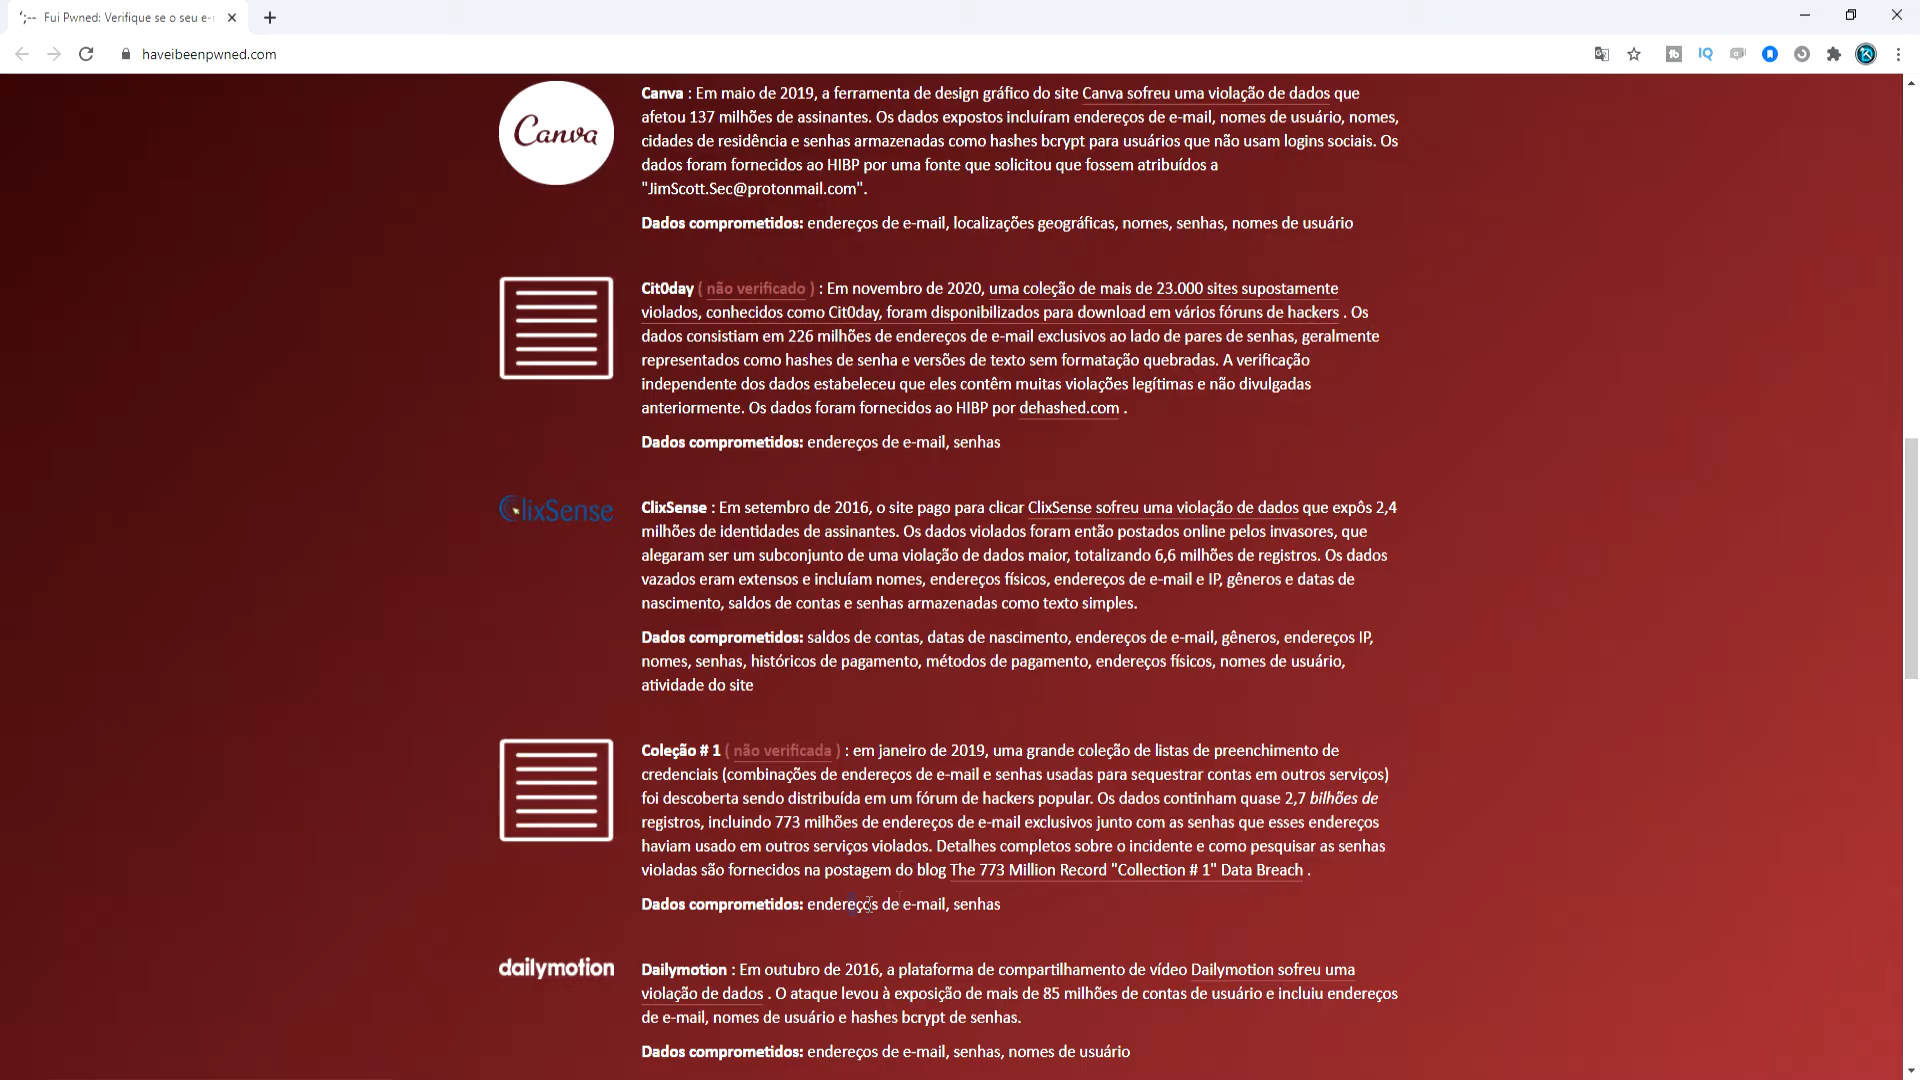 ';-- Fui Pwned: Verifique se o seu e-
haveibeenpwned.com
IQ
Canva
Canva : Em maio de 2019, a ferramenta de design gráfico do site Canva sofreu uma violação de dados que
afetou 137 milhões de assinantes. Os dados expostos incluíram endereços de e-mail, nomes de usuário, nomes,
cidades de residência e senhas armazenadas como hashes bcrypt para usuários que não usam logins sociais. Os
dados foram fornecidos ao HIBP por uma fonte que solicitou que fossem atribuídos a
"JimScott.Sec@protonmail.com".
Dados comprometidos: endereços de e-mail, localizações geográficas, nomes, senhas, nomes de usuário
Cit0day ( não verificado ) : Em novembro de 2020, uma coleção de mais de 23.000 sites supostamente
violados, conhecidos como Cit0day, foram disponibilizados para download em vários fóruns de hackers . Os
dados consistiam em 226 milhões de endereços de e-mail exclusivos ao lado de pares de senhas, geralmente
representados como hashes de senha e versões de texto sem formatação quebradas. A verificação
independente dos dados estabeleceu que eles contêm muitas violações legítimas e não divulgadas
anteriormente. Os dados foram fornecidos ao HIBP por dehashed.com .
Dados comprometidos: endereços de e-mail, senhas
ClixSense
ClixSense : Em setembro de 2016, o site pago para clicar ClixSense sofreu uma violação de dados que expôs 2,4
milhões de identidades de assinantes. Os dados violados foram então postados online pelos invasores, que
alegaram ser um subconjunto de uma violação de dados maior, totalizando 6,6 milhões de registros. Os dados
vazados eram extensos e incluíam nomes, endereços físicos, endereços de e-mail e IP, gêneros e datas de
nascimento, saldos de contas e senhas armazenadas como texto simples.
Dados comprometidos: saldos de contas, datas de nascimento, endereços de e-mail, gêneros, endereços IP,
nomes, senhas, históricos de pagamento, métodos de pagamento, endereços físicos, nomes de usuário,
atividade do site
Coleção # 1 ( não verificada ) : em janeiro de 2019, uma grande coleção de listas de preenchimento de
credenciais (combinações de endereços de e-mail e senhas usadas para sequestrar contas em outros serviços)
foi descoberta sendo distribuída em um fórum de hackers popular. Os dados continham quase 2,7 bilhões de
registros, incluindo 773 milhões de endereços de e-mail exclusivos junto com as senhas que esses endereços
haviam usado em outros serviços violados. Detalhes completos sobre o incidente e como pesquisar as senhas
violadas são fornecidos na postagem do blog The 773 Million Record "Collection # 1" Data Breach .
Dados comprometidos: endereços de e-mail, senhas
dailymotion
Dailymotion : Em outubro de 2016, a plataforma de compartilhamento de vídeo Dailymotion sofreu uma
violação de dados . O ataque levou à exposição de mais de 85 milhões de contas de usuário e incluiu endereços
de e-mail, nomes de usuário e hashes bcrypt de senhas.
Dados comprometidos: endereços de e-mail, senhas, nomes de usuário